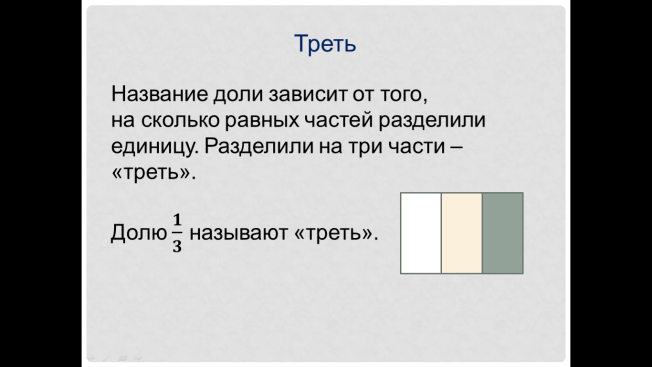 Треть
Название доли зависит от того,
на сколько равных частей разделили
единицу. Разделили на три части –
«треть».
Долю 1/3 называют «треть».